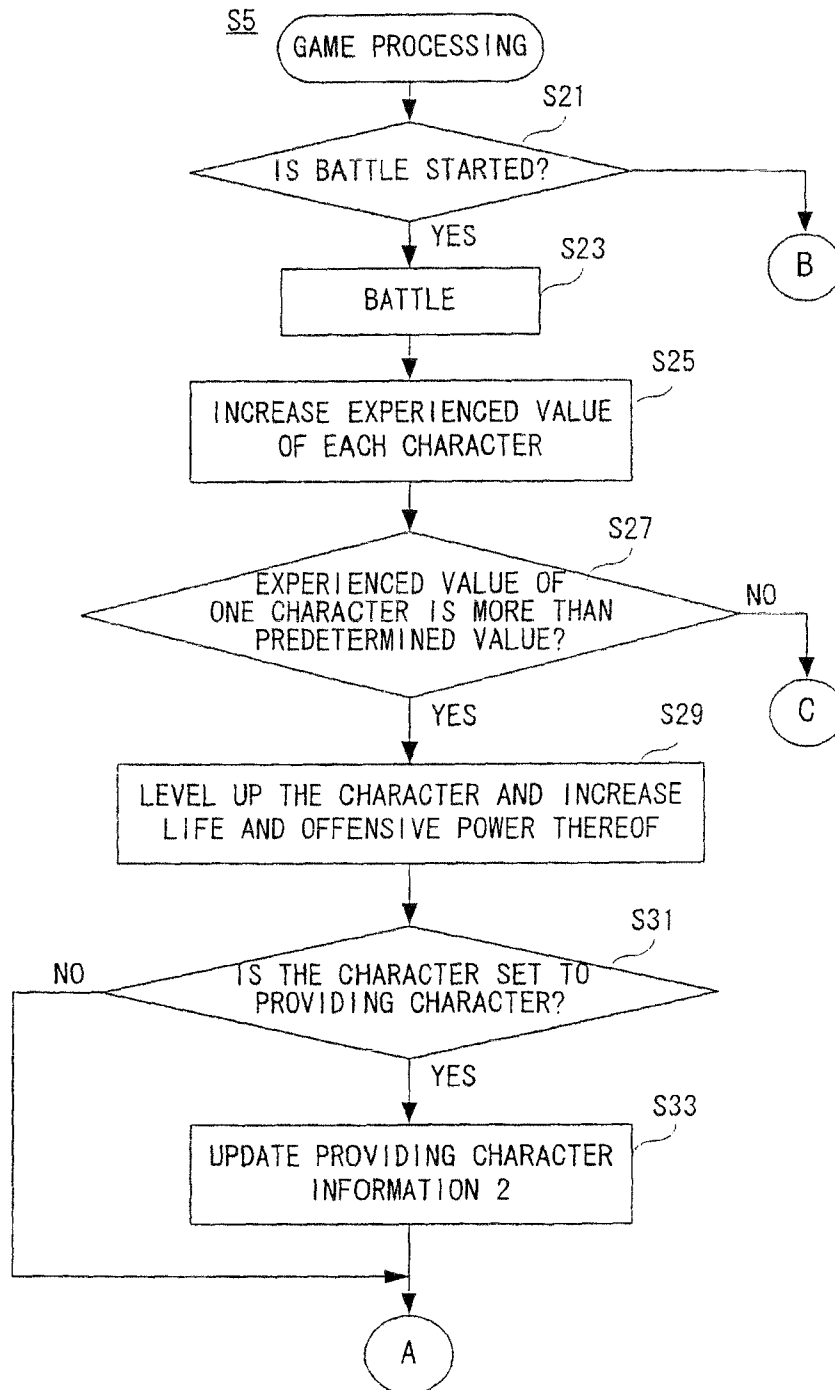 S5
GAME PROCESSING
S21
IS BATTLE STARTED?
YES
B
S23
BATTLE
S25
INCREASE EXPERIENCED VALUE
OF EACH CHARACTER
S27
EXPERIENCED VALUE OF
ONE CHARACTER IS MORE THAN
PREDETERMINED VALUE?
NO
YES
C
S29
LEVEL UP THE CHARACTER AND INCREASE
LIFE AND OFFENSIVE POWER THEREOF
S31
NO
IS THE CHARACTER SET TO
PROVIDING CHARACTER?
YES
S33
UPDATE PROVIDING CHARACTER
INFORMATION 2
A